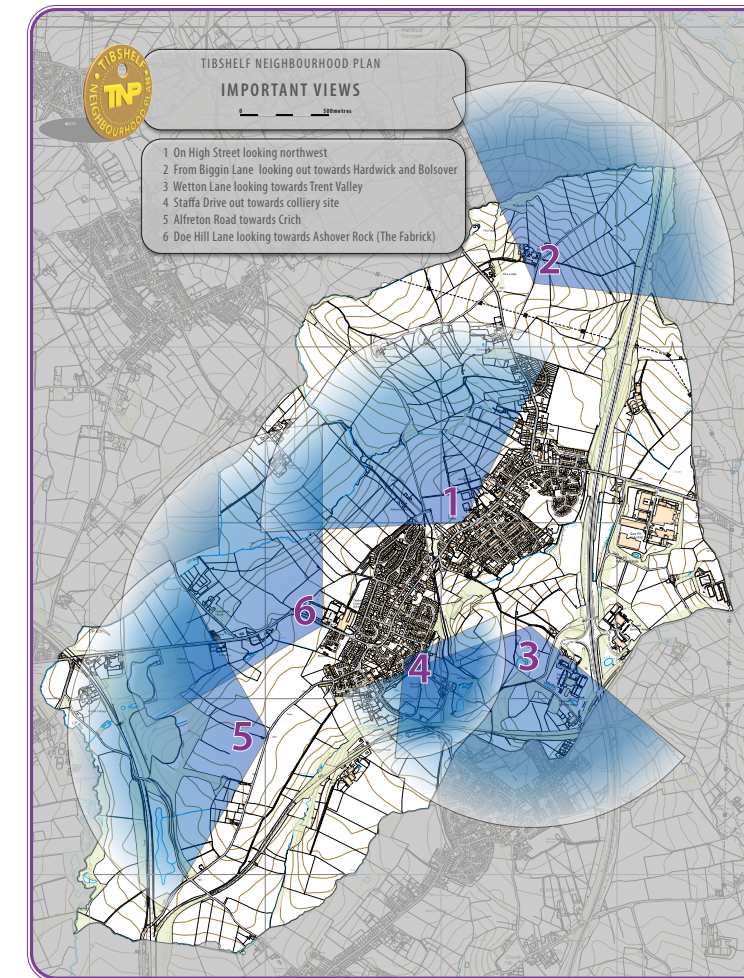 TIBSHELF NEIGHBOURHOOD PLAN
IMPORTANT VIEWS
0 500metres
TIBSHELF
TNP
NEIGHBOURHOOD PLAN
1 On High Street looking northwest
2 From Biggin Lane looking out towards Hardwick and Bolsover
3 Wetton Lane looking towards Trent Valley
4 Staffa Drive out towards colliery site
5 Alfreton Road towards Crich
6 Doe Hill Lane looking towards Ashover Rock (The Fabrick)
2
1
6
3
4
5